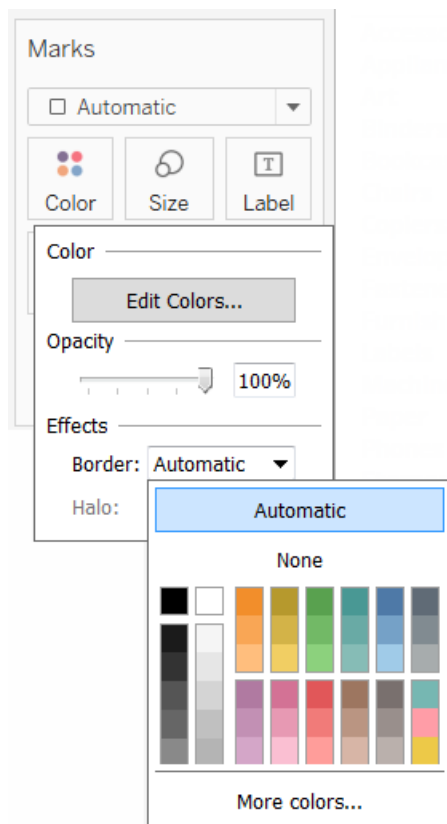 Marks
Automatic
Color Size T Label
Color
Edit Colors...
Opacity
100%
Effects
Border: Automatic
Halo:
Automatic
None
More colors...